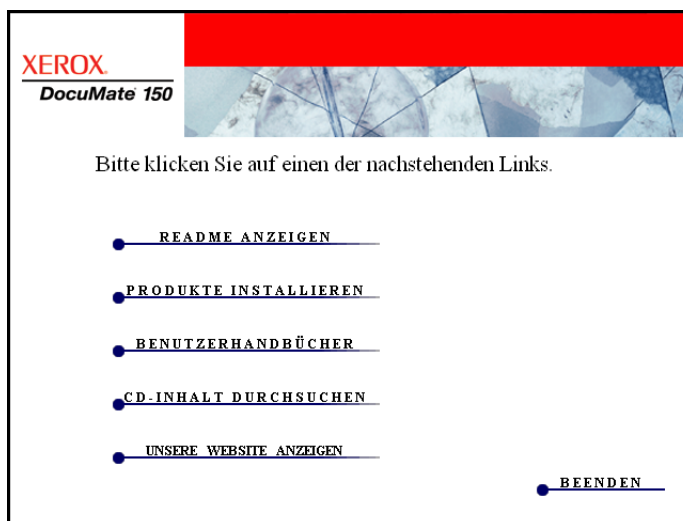 XEROX.
DocuMate 150
Bitte klicken Sie auf einen der nachstehenden Links.
README ANZEIGEN
PRODUKTE INSTALLIEREN
BENUTZERHANDBÜCHER
CD-INHALT DURCHSUCHEN
UNSERE WEBSITE ANZEIGEN
BEENDEN